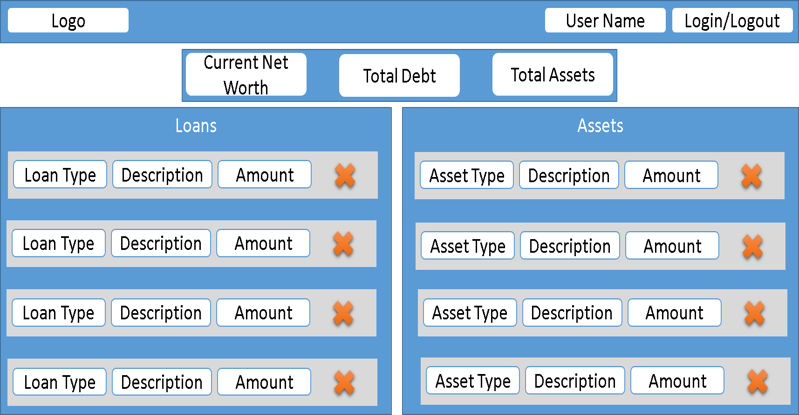 Logo
User Name
Login/Logout
Current Net
Worth
Total Debt
Total Assets
Loans
Loan Type
Description
Amount
Loan Type
Description
Amount
Loan Type
Description
Amount
Loan Type
Description
Amount
Assets
Asset Type
Description
Amount
Asset Type
Description
Amount
Asset Type
Description
Amount
Asset Type
Description
Amount